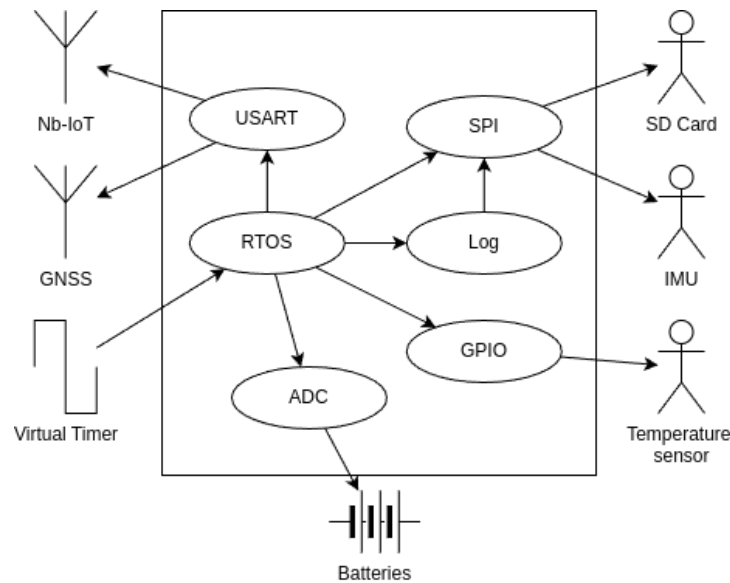 Nb-IoT
USART
SPI
SD Card
GNSS
RTOS
Log
IMU
Virtual Timer
ADC
GPIO
Temperature
sensor
Batteries